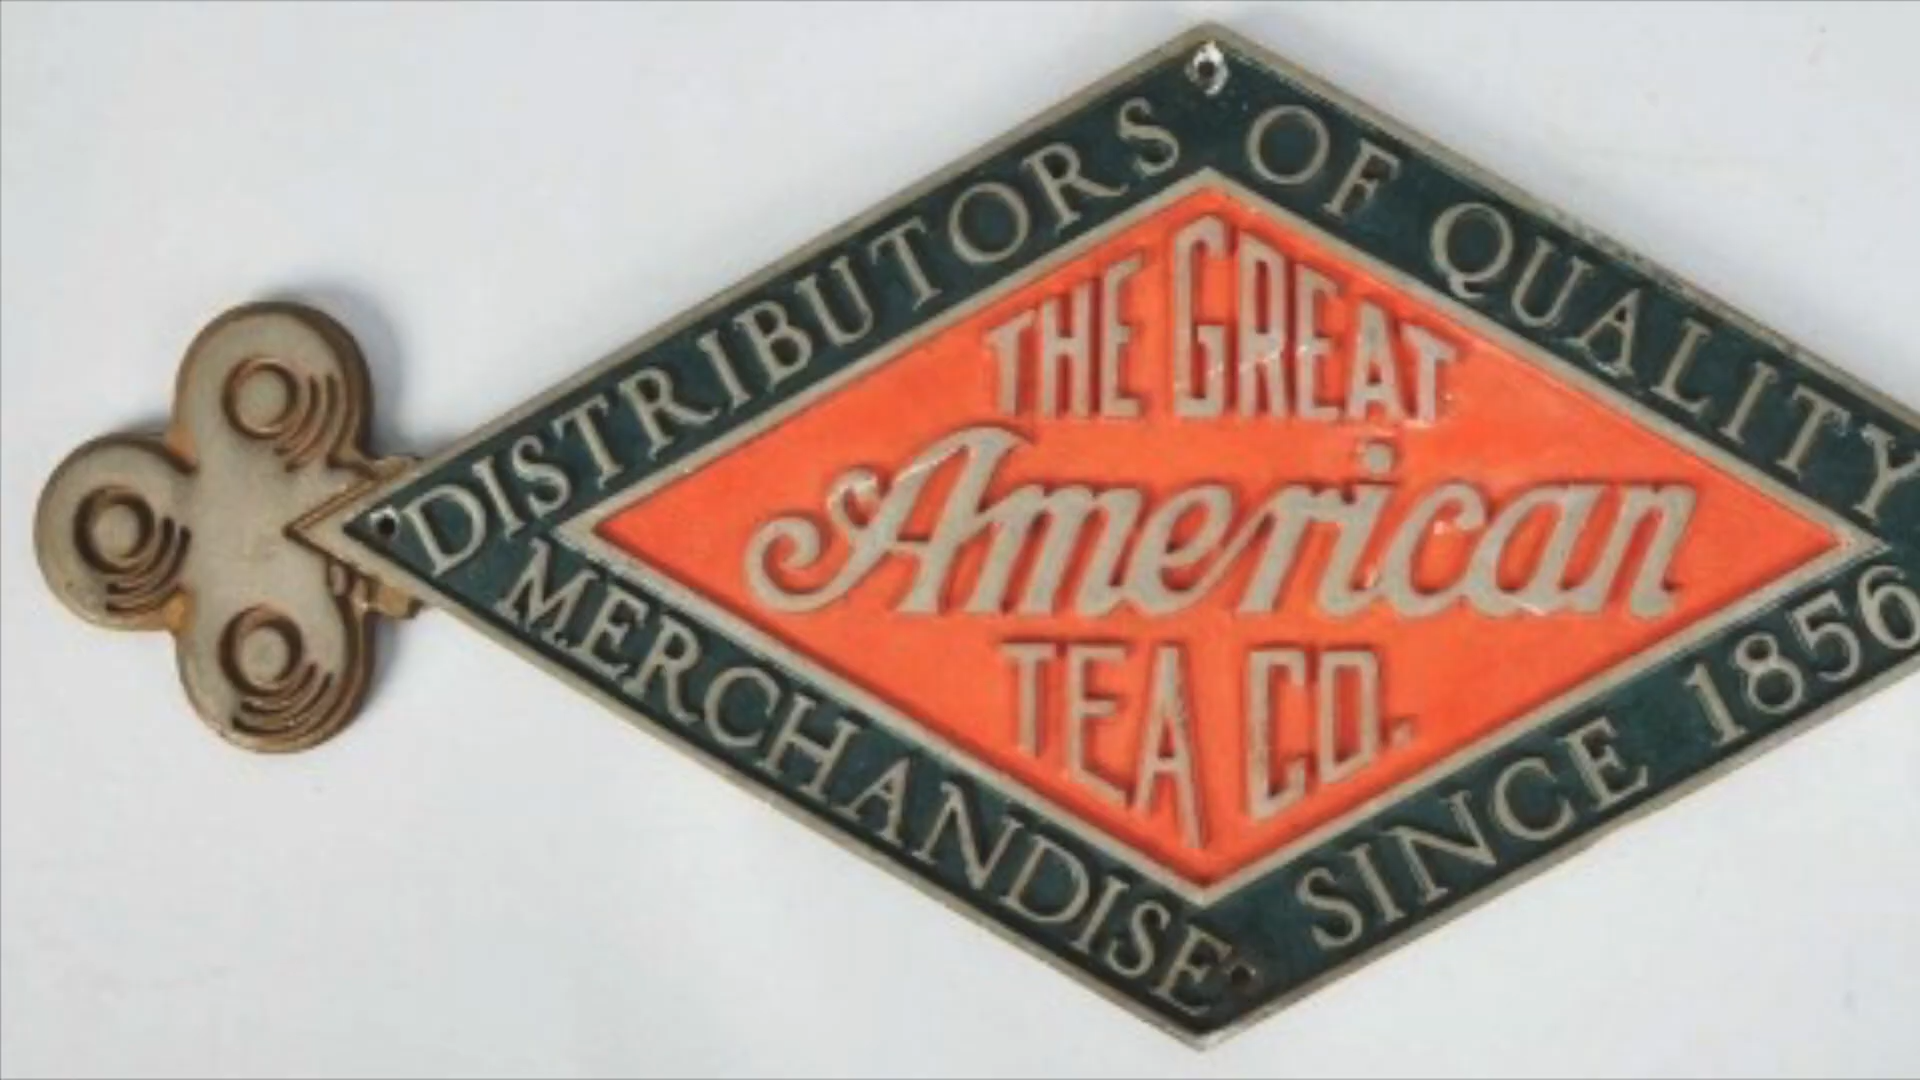 DISTRIBUTORS OF QUALITY
THE GREAT
American
TEA CO.
MERCHANDISE SINCE 1856